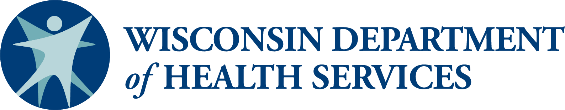 WISCONSIN DEPARTMENT
of HEALTH SERVICES